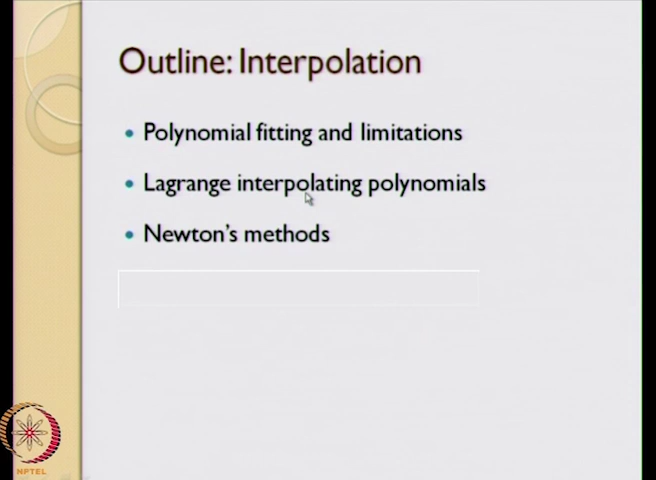 Outline: Interpolation
Polynomial fitting and limitations
Lagrange interpolating polynomials
Newton's methods
NPTEL